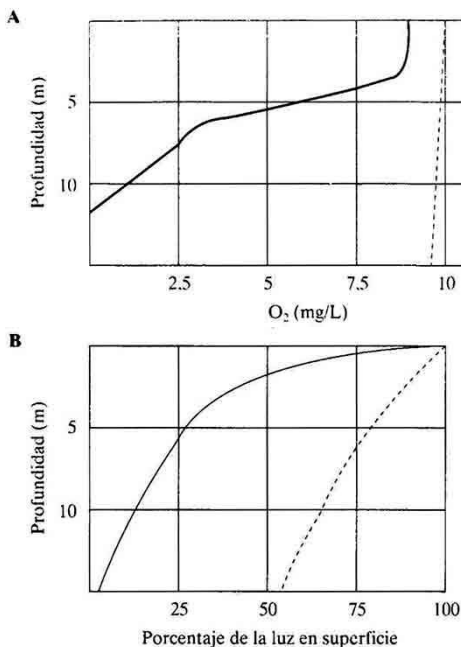 A
Profundidad (m)
5
10
2.5 5 7.5 10
O₂ (mg/L)
B
Profundidad (m)
5
10
25 50 75 100
Porcentaje de la luz en superficie